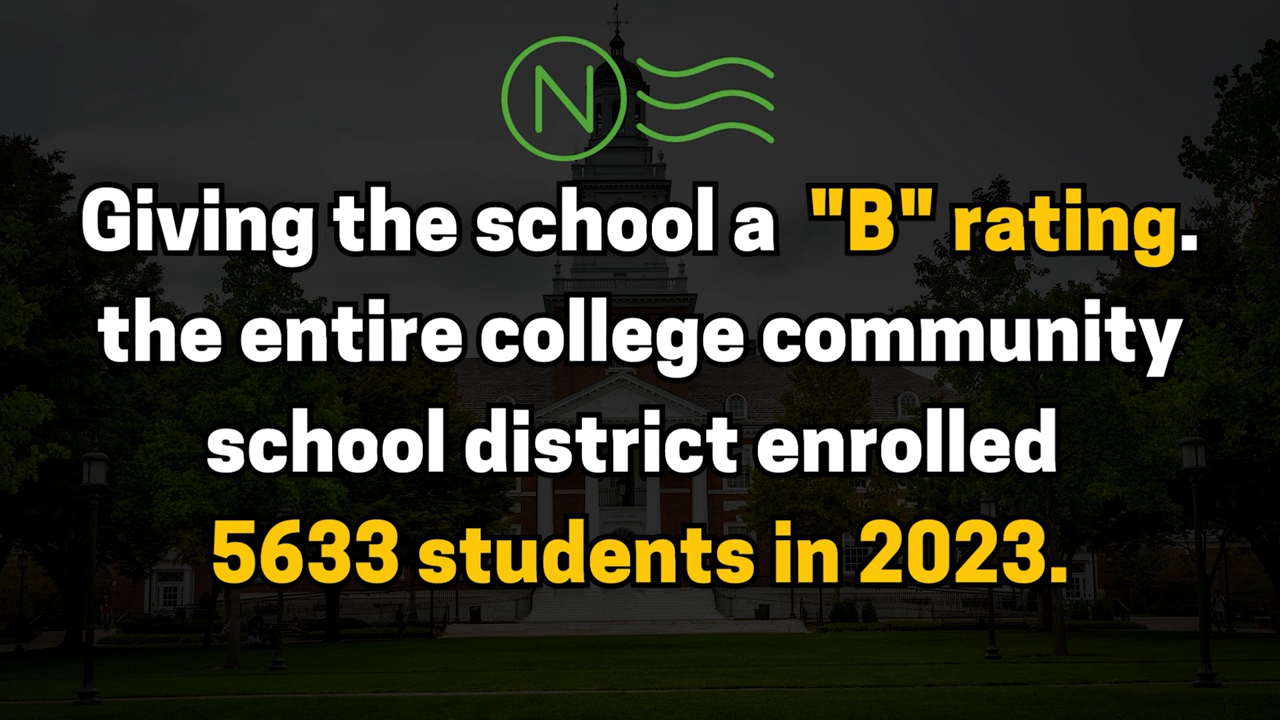 N
Giving the school a "B" rating.
the entire college community
school district enrolled
5633 students in 2023.